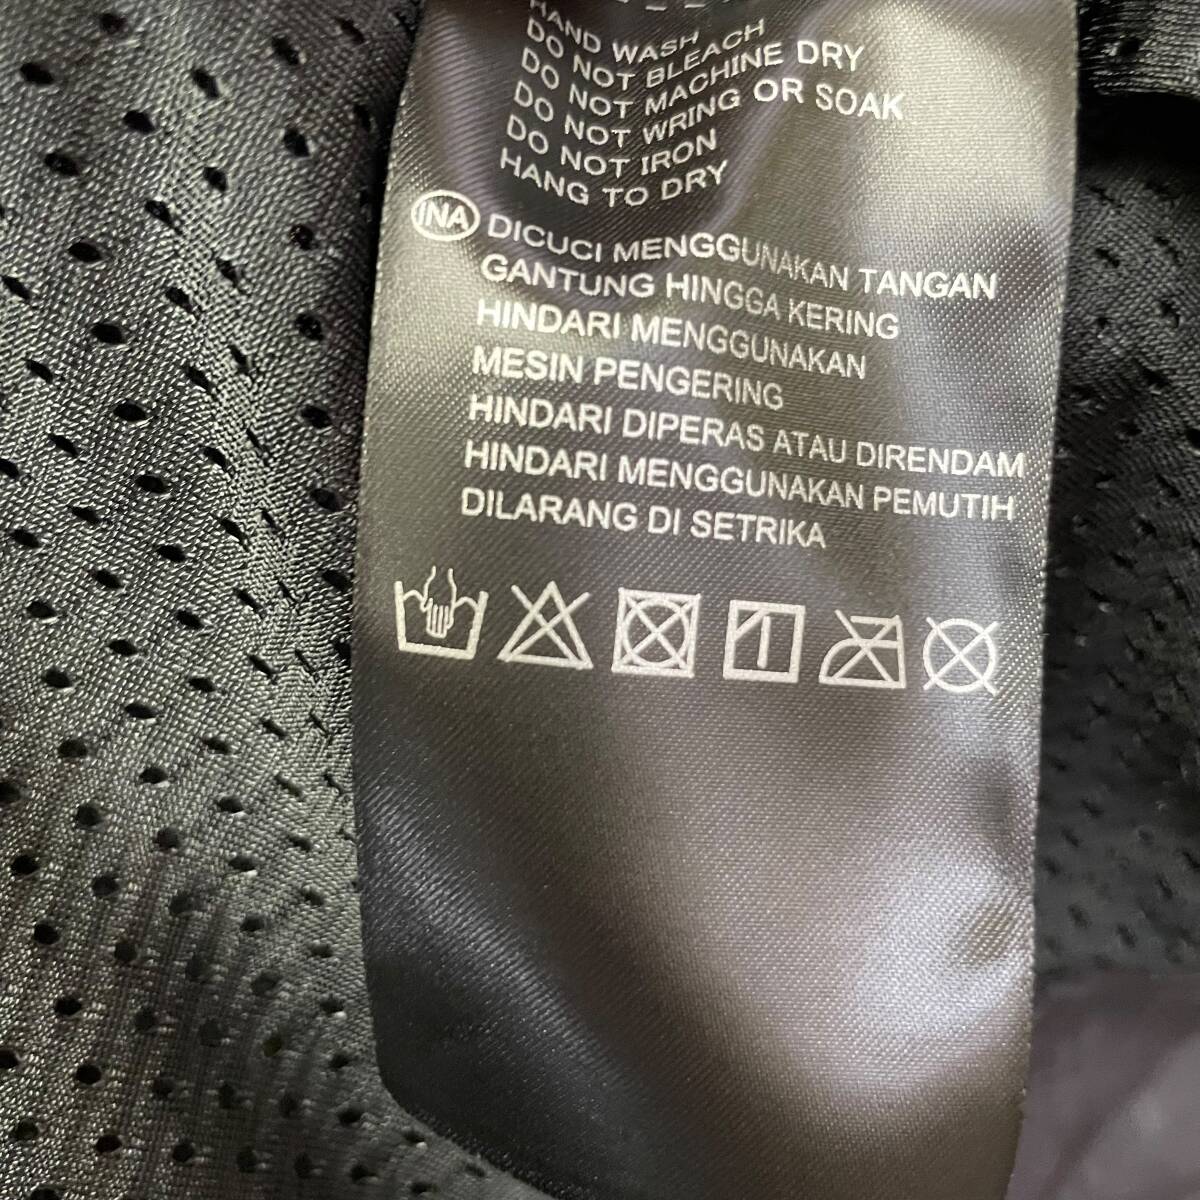 HAND WASH
DO NOT BLEACH
DO NOT MACHINE DRY
DO NOT WRING OR SOAK
DO NOT IRON
HANG TO DRY
INA DICUCI MENGGUNAKAN TANGAN
GANTUNG HINGGA KERING
HINDARI MENGGUNAKAN
MESIN PENGERING
HINDARI DIPERAS ATAU DIRENDAM
HINDARI MENGGUNAKAN PEMUTIH
DILARANG DI SETRIKA